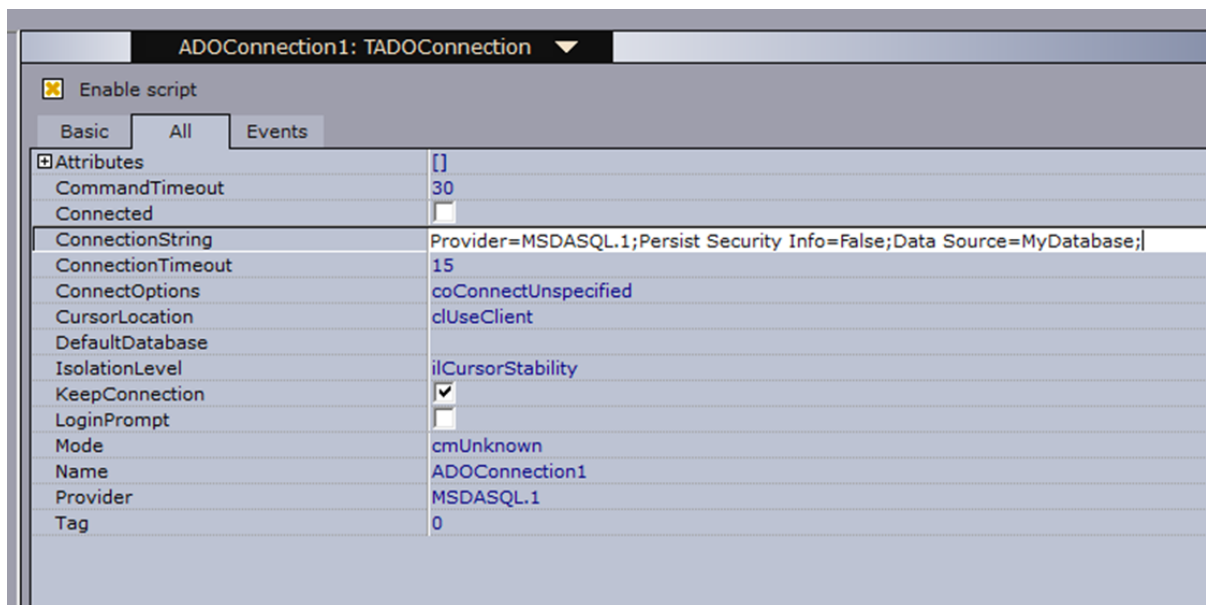 ADOConnection1: TADOConnection
Enable script
Basic All Events
Attributes []
CommandTimeout 30
Connected
ConnectionString Provider=MSDASQL.1;Persist Security Info=False;Data Source=MyDatabase;
ConnectionTimeout 15
ConnectOptions coConnectUnspecified
CursorLocation clUseClient
DefaultDatabase
IsolationLevel ilCursorStability
KeepConnection
LoginPrompt
Mode cmUnknown
Name ADOConnection1
Provider MSDASQL.1
Tag 0